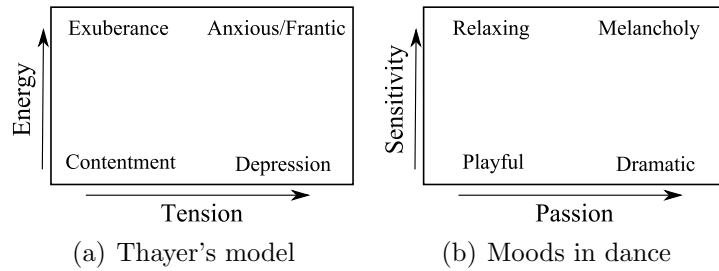 Exuberance Anxious/Frantic
Energy
Contentment Depression
Tension
(a) Thayer's model
Relaxing Melancholy
Sensitivity
Playful Dramatic
Passion
(b) Moods in dance